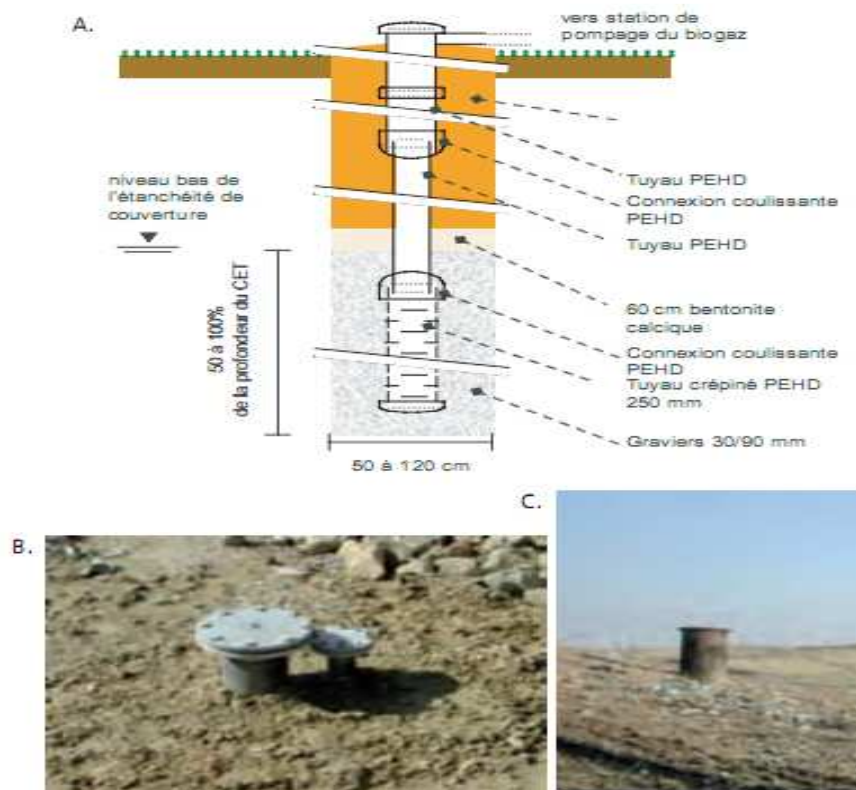 A.
vers station de
pompage du biogaz
niveau bas de
l'étanchéité de
couverture
Tuyau PEHD
Connexion coulissante
PEHD
Tuyau PEHD
50 à 100%
de la profondeur du CET
60 cm bentonite
calcique
Connexion coulissante
PEHD
Tuyau crépiné PEHD
250 mm
Graviers 30/90 mm
50 à 120 cm
B.
C.